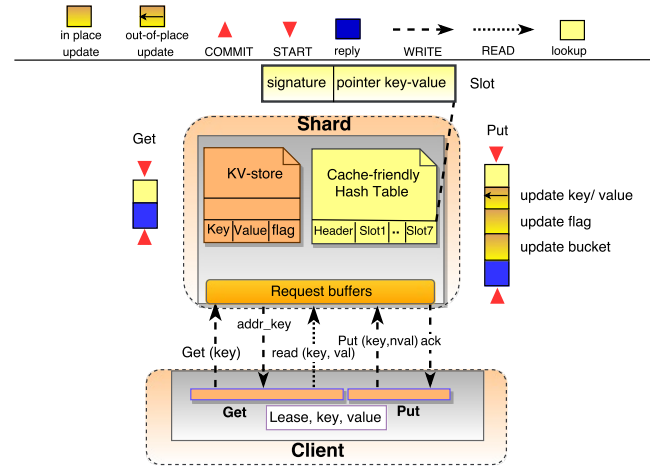 in place
update
out-of-place
update
COMMIT
START
reply
WRITE
READ
lookup
signature
pointer key-value
Slot
Shard
Get
Put
KV-store
Key
Value
flag
Cache-friendly
Hash Table
Header
Slot1
..
Slot7
update key/ value
update flag
update bucket
Request buffers
Get (key)
addr_key
read (key, val)
Put (key,nval)
ack
Get
Put
Lease, key, value
Client